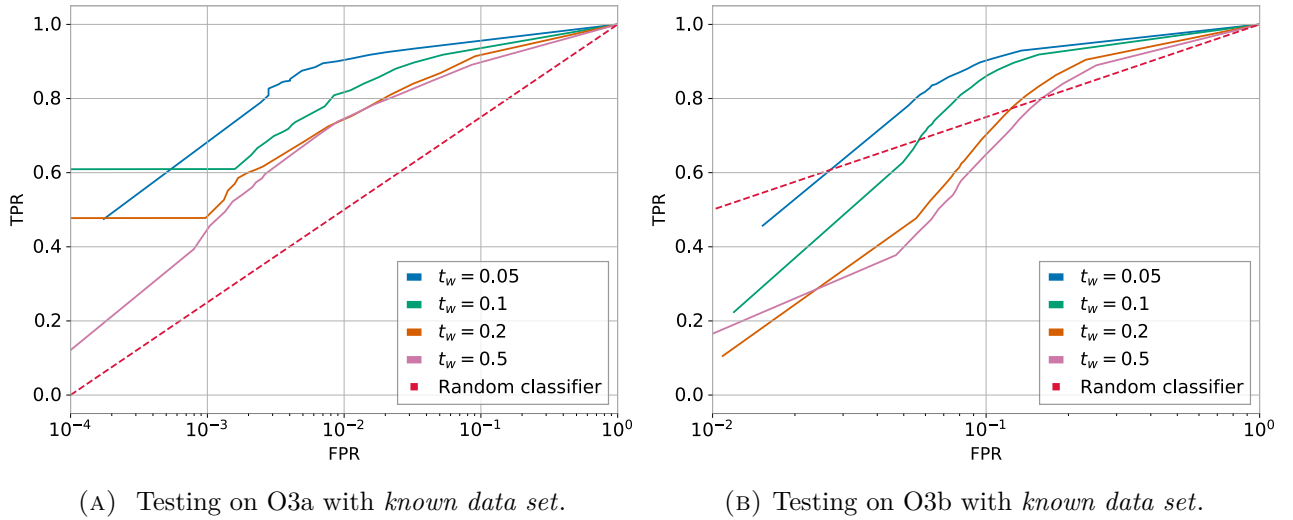 1.0
0.8
0.6
0.4
0.2
0.0
TPR
10⁻⁴
10⁻³
10⁻²
10⁻¹
10⁰
FPR
t_w = 0.05
t_w = 0.1
t_w = 0.2
t_w = 0.5
Random classifier
(A) Testing on O3a with known data set.
1.0
0.8
0.6
0.4
0.2
0.0
TPR
10⁻²
10⁻¹
10⁰
FPR
t_w = 0.05
t_w = 0.1
t_w = 0.2
t_w = 0.5
Random classifier
(B) Testing on O3b with known data set.